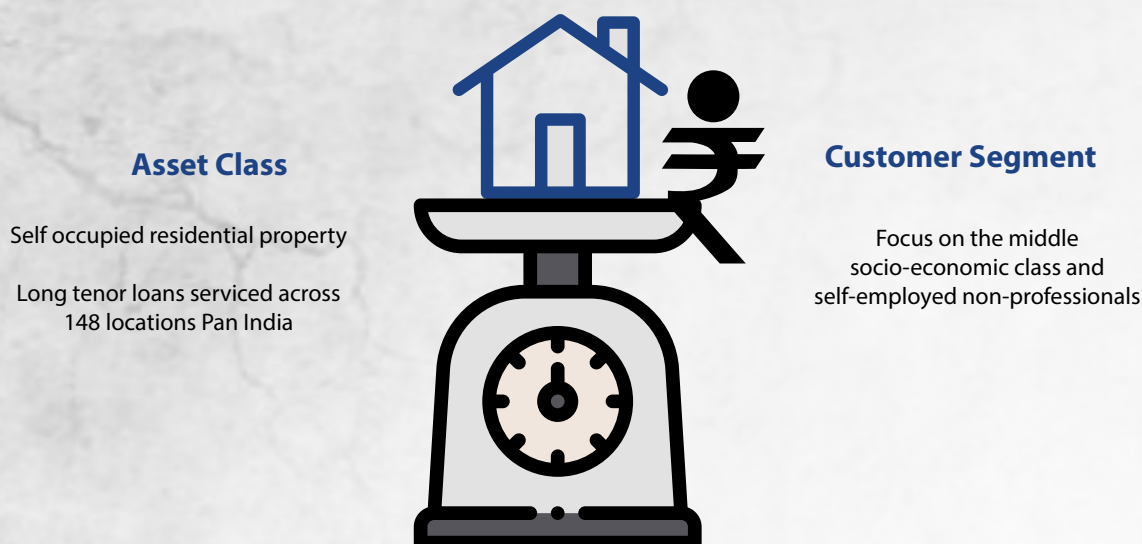 Asset Class
Self occupied residential property
Long tenor loans serviced across
148 locations Pan India
Customer Segment
Focus on the middle
socio-economic class and
self-employed non-professionals